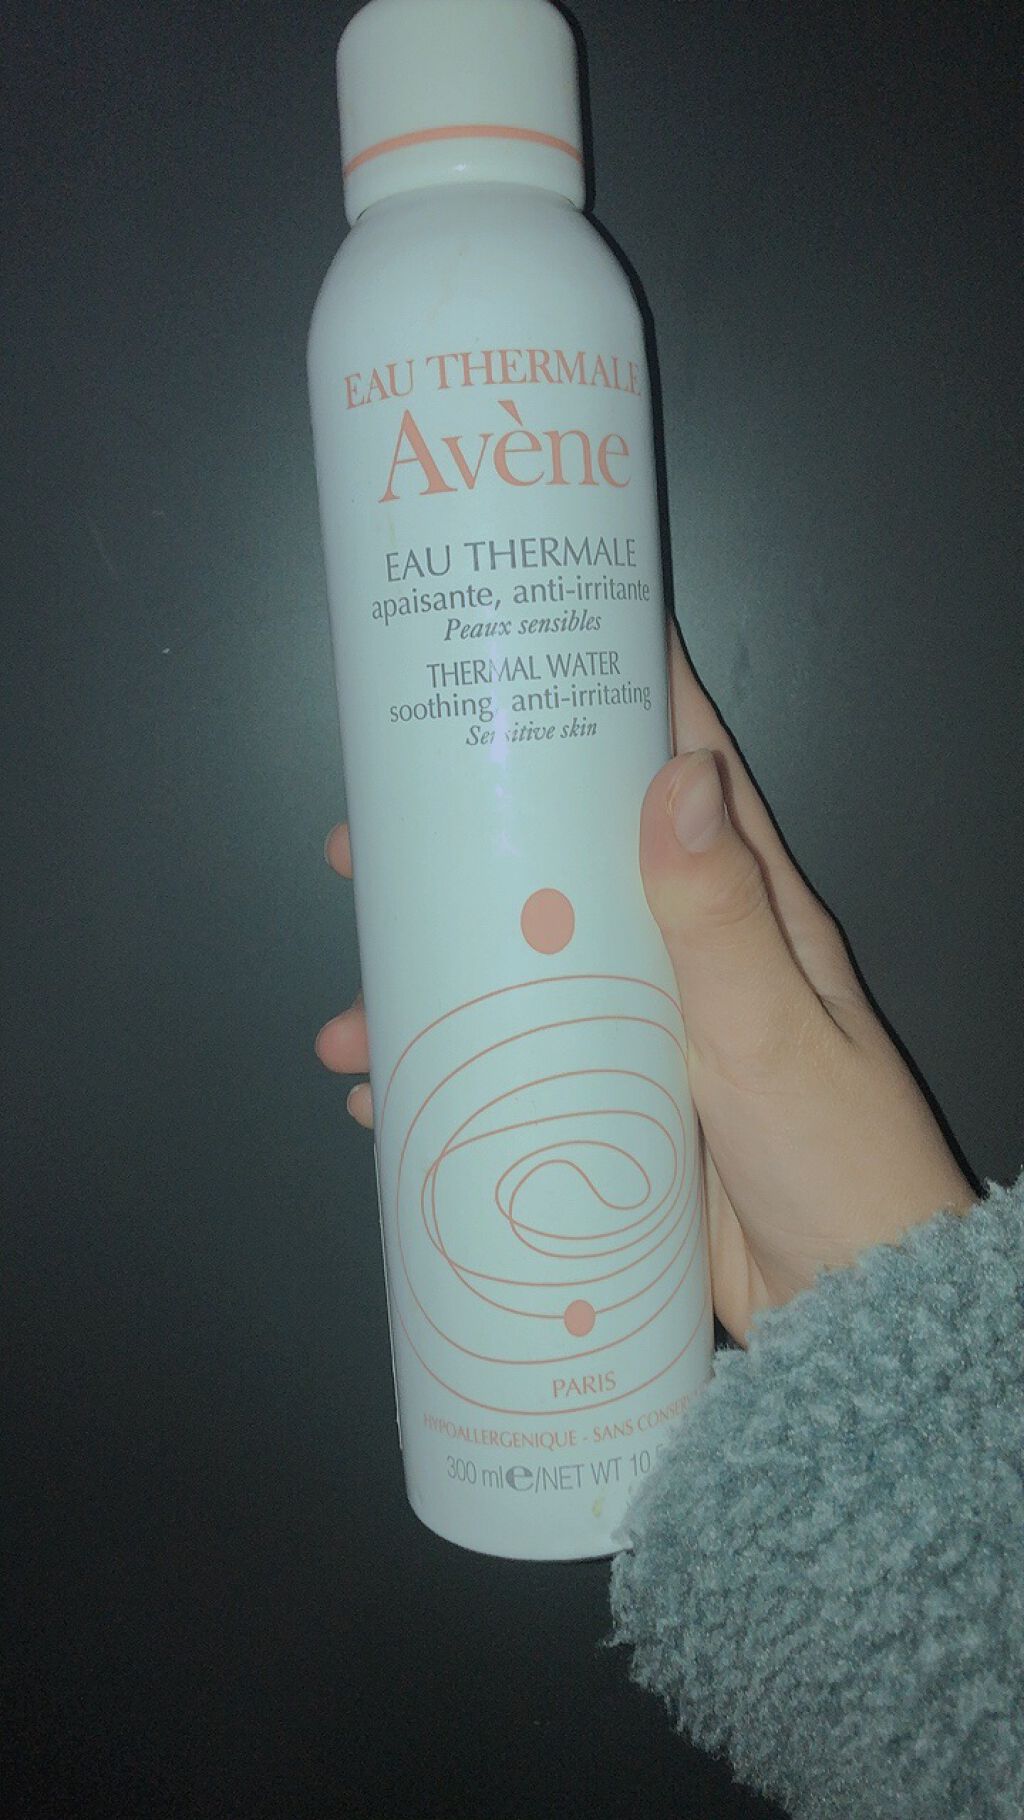 EAU THERMALE
Avène
EAU THERMALE
apaisante, anti-irritante
Peaux sensibles
THERMAL WATER
soothing, anti-irritating
Sensitive skin
PARIS
HYPOALLERGENIQUE - SANS
300 ml e/NET WT 10